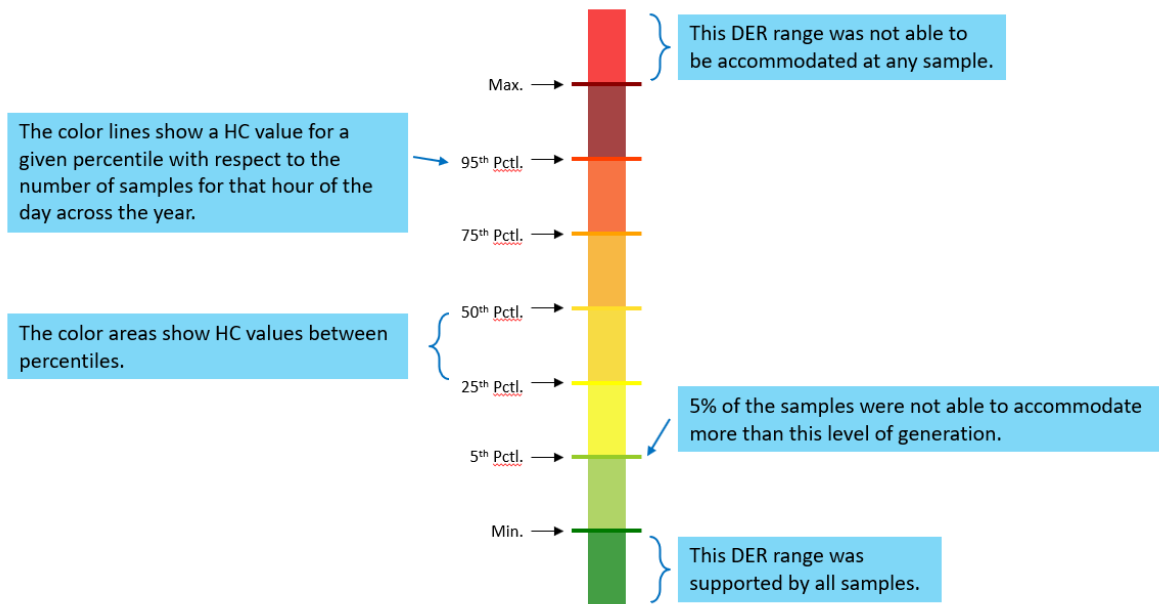 This DER range was not able to
be accommodated at any sample.
Max.
The color lines show a HC value for a
given percentile with respect to the
number of samples for that hour of the
day across the year.
95th Pctl.
75th Pctl.
50th Pctl.
The color areas show HC values between
percentiles.
25th Pctl.
5% of the samples were not able to accommodate
more than this level of generation.
5th Pctl.
Min.
This DER range was
supported by all samples.